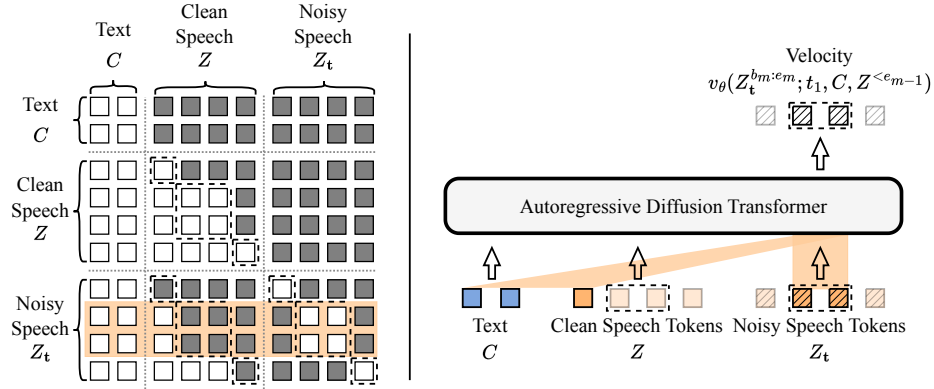 Text
C
Clean
Speech
Z
Noisy
Speech
Z_t
Text
C
Clean
Speech
Z
Noisy
Speech
Z_t
Velocity
v_θ(Z_t^{b_m:e_m}; t_1, C, Z^{<e_{m-1}})
Autoregressive Diffusion Transformer
Text
C
Clean Speech Tokens
Z
Noisy Speech Tokens
Z_t